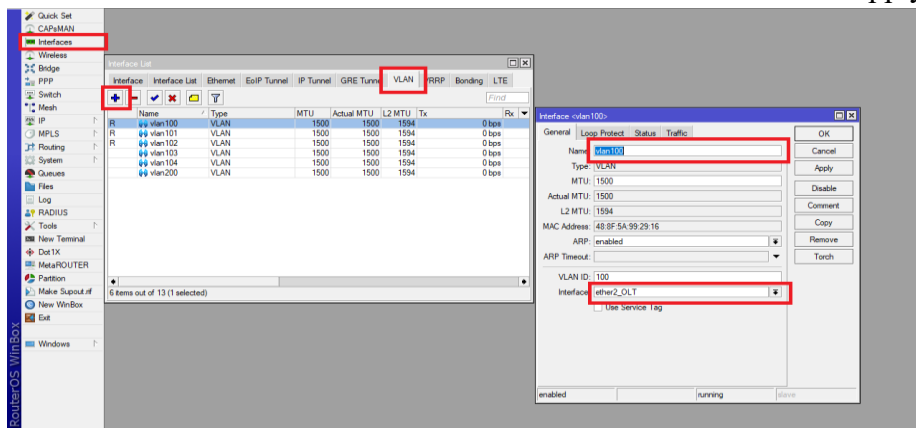 Quick Set
CAPsMAN
Interfaces
Wireless
Bridge
PPP
Switch
Mesh
IP
MPLS
Routing
System
Queues
Files
Log
RADIUS
Tools
New Terminal
Dot1X
MetaROUTER
Partition
Make Supout.rif
New WinBox
Exit
Windows
RouterOS WinBox
Interface List
Interface Interface List Ethernet EoIP Tunnel IP Tunnel GRE Tunne VLAN VRRP Bonding LTE
Find
Name Type MTU Actual MTU L2 MTU Tx Rx
R vlan100 VLAN 1500 1500 1594 0 bps
R vlan101 VLAN 1500 1500 1594 0 bps
R vlan102 VLAN 1500 1500 1594 0 bps
vlan103 VLAN 1500 1500 1594 0 bps
vlan104 VLAN 1500 1500 1594 0 bps
vlan200 VLAN 1500 1500 1594 0 bps
6 items out of 13 (1 selected)
Interface <vlan100>
General Loop Protect Status Traffic
Name: vlan100
Type: VLAN
MTU: 1500
Actual MTU: 1500
L2 MTU: 1594
MAC Address: 48:8F:5A:99:29:16
ARP: enabled
ARP Timeout:
VLAN ID: 100
Interface: ether2_OLT
Use Service Tag
OK
Cancel
Apply
Disable
Comment
Copy
Remove
Torch
enabled running slave